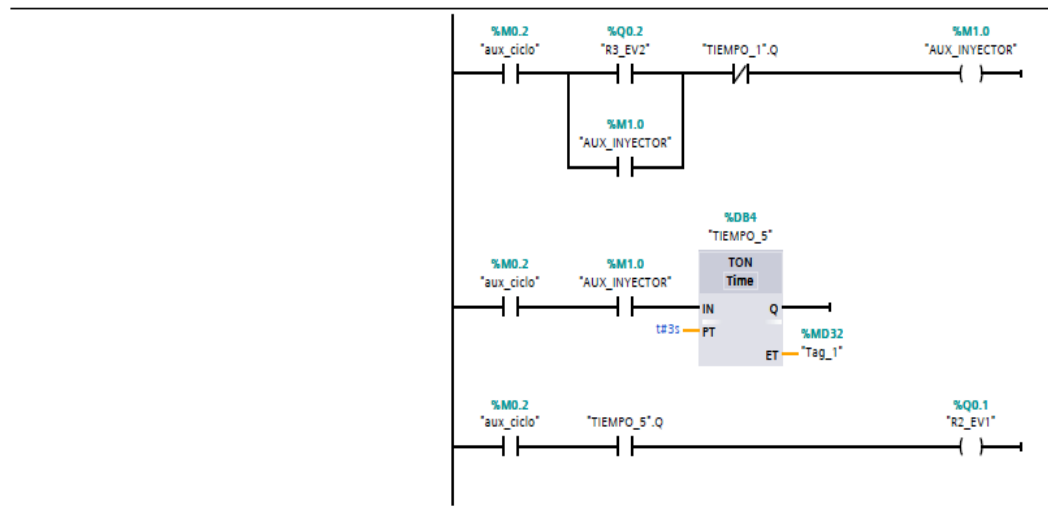 %M0.2 %Q0.2 %M1.0
"aux_ciclo" "R3_EV2" "TIEMPO_1".Q "AUX_INYECTOR"
%M1.0
"AUX_INYECTOR"
%DB4
"TIEMPO_5"
%M0.2 %M1.0 TON
"aux_ciclo" "AUX_INYECTOR" Time
IN Q
t#3s PT %MD32
ET "Tag_1"
%M0.2 %Q0.1
"aux_ciclo" "TIEMPO_5".Q "R2_EV1"